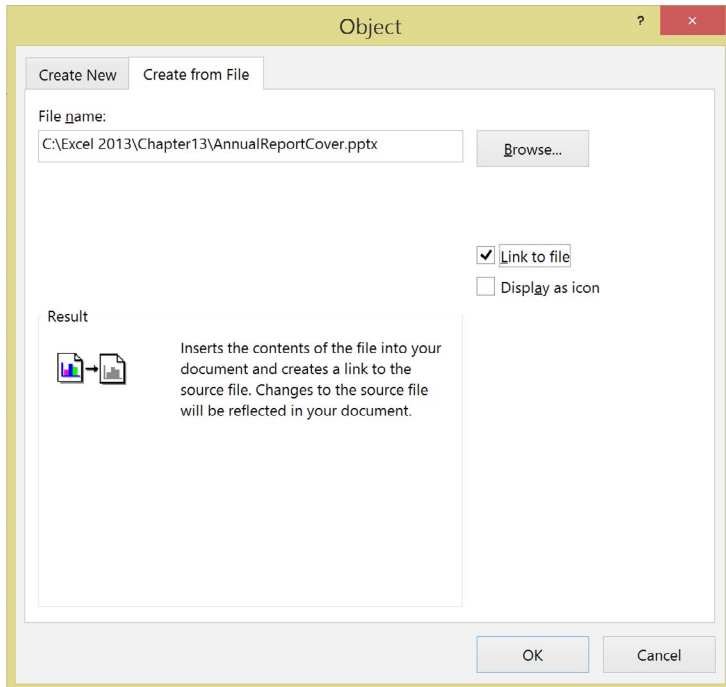 Object
?
Create New
Create from File
File name:
C:\Excel 2013\Chapter13\AnnualReportCover.pptx
Browse...
Link to file
Display as icon
Result
Inserts the contents of the file into your
document and creates a link to the
source file. Changes to the source file
will be reflected in your document.
OK
Cancel